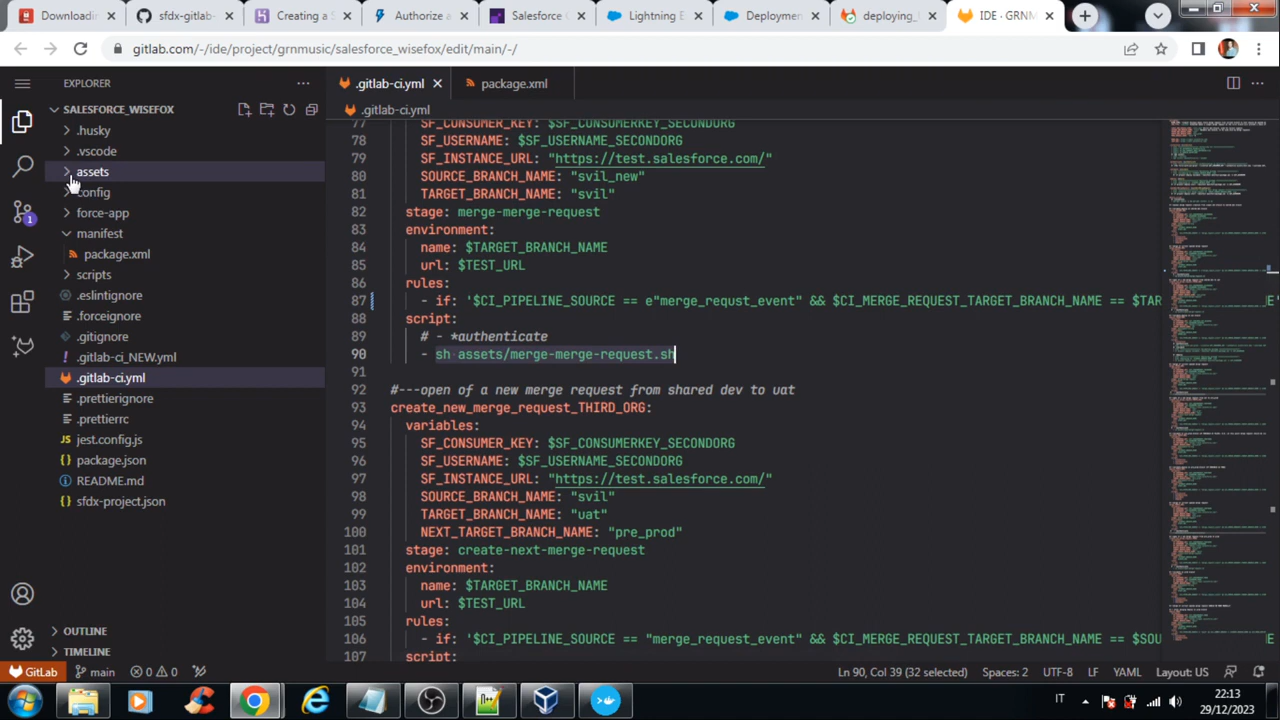 Downloadin
sfdx-gitlab-
Creating a S
Authorize a
Salesforce C
Lightning E
Deploymen
deploying_
IDE · GRNM
gitlab.com/-/ide/project/grnmusic/salesforce_wisefox/edit/main/-/
EXPLORER
.gitlab-ci.yml
package.xml
SALESFORCE_WISEFOX
.gitlab-ci.yml
.husky
.vscode
assets
config
force-app
manifest
package.xml
scripts
.eslintignore
.forceignore
.gitignore
.gitlab-ci_NEW.yml
.gitlab-ci.yml
.prettierignore
.prettierrc
jest.config.js
package.json
README.md
sfdx-project.json
OUTLINE
TIMELINE
77 SF_CONSUMER_KEY: $SF_CONSUMERKEY_SECONDORG
78 SF_USERNAME: $SF_USERNAME_SECONDORG
79 SF_INSTANCE_URL: "https://test.salesforce.com/"
80 SOURCE_BRANCH_NAME: "svil_new"
81 TARGET_BRANCH_NAME: "svil"
82 stage: merge-merge-request
83 environment:
84 name: $TARGET_BRANCH_NAME
85 url: $TEST_URL
86 rules:
87 - if: '$CI_PIPELINE_SOURCE == e"merge_requst_event" && $CI_MERGE_REQUEST_TARGET_BRANCH_NAME == $TAR
88 script:
89 # - *authenticate
90 - sh assets/merge-merge-request.sh
91
92 #---open of a new merge request from shared dev to uat
93 create_new_merge_request_THIRD_ORG:
94 variables:
95 SF_CONSUMER_KEY: $SF_CONSUMERKEY_SECONDORG
96 SF_USERNAME: $SF_USERNAME_SECONDORG
97 SF_INSTANCE_URL: "https://test.salesforce.com/"
98 SOURCE_BRANCH_NAME: "svil"
99 TARGET_BRANCH_NAME: "uat"
100 NEXT_TARGET_BRANCH_NAME: "pre_prod"
101 stage: create-next-merge-request
102 environment:
103 name: $TARGET_BRANCH_NAME
104 url: $TEST_URL
105 rules:
106 - if: '$CI_PIPELINE_SOURCE == "merge_request_event" && $CI_MERGE_REQUEST_TARGET_BRANCH_NAME == $SOU
107 script:
GitLab
main
0 0
Ln 90, Col 39 (32 selected)
Spaces: 2
UTF-8
LF
YAML
Layout: US
1
IT
22:13
29/12/2023